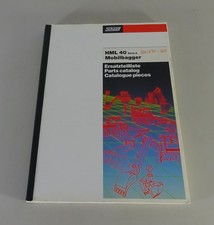 HML 40
Mobilbagger
Ersatzteilliste
Parts catalog
Catalogue pieces